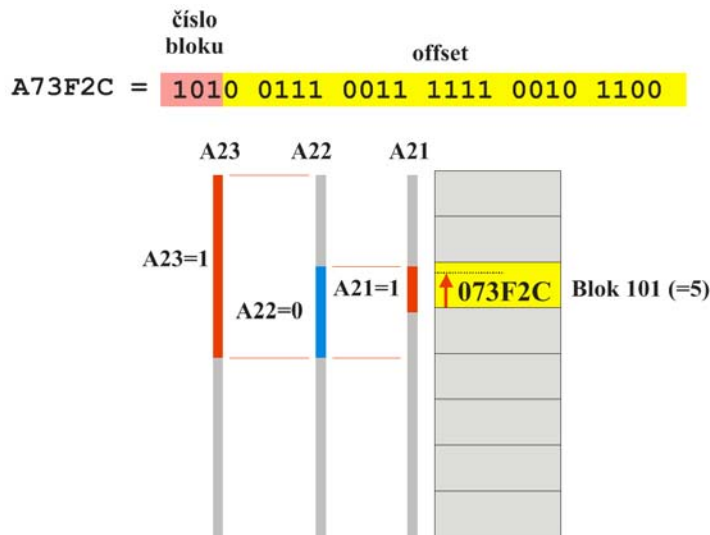 číslo
bloku
offset
A73F2C = 1010 0111 0011 1111 0010 1100
A23 A22 A21
A23=1
A21=1
073F2C Blok 101 (=5)
A22=0